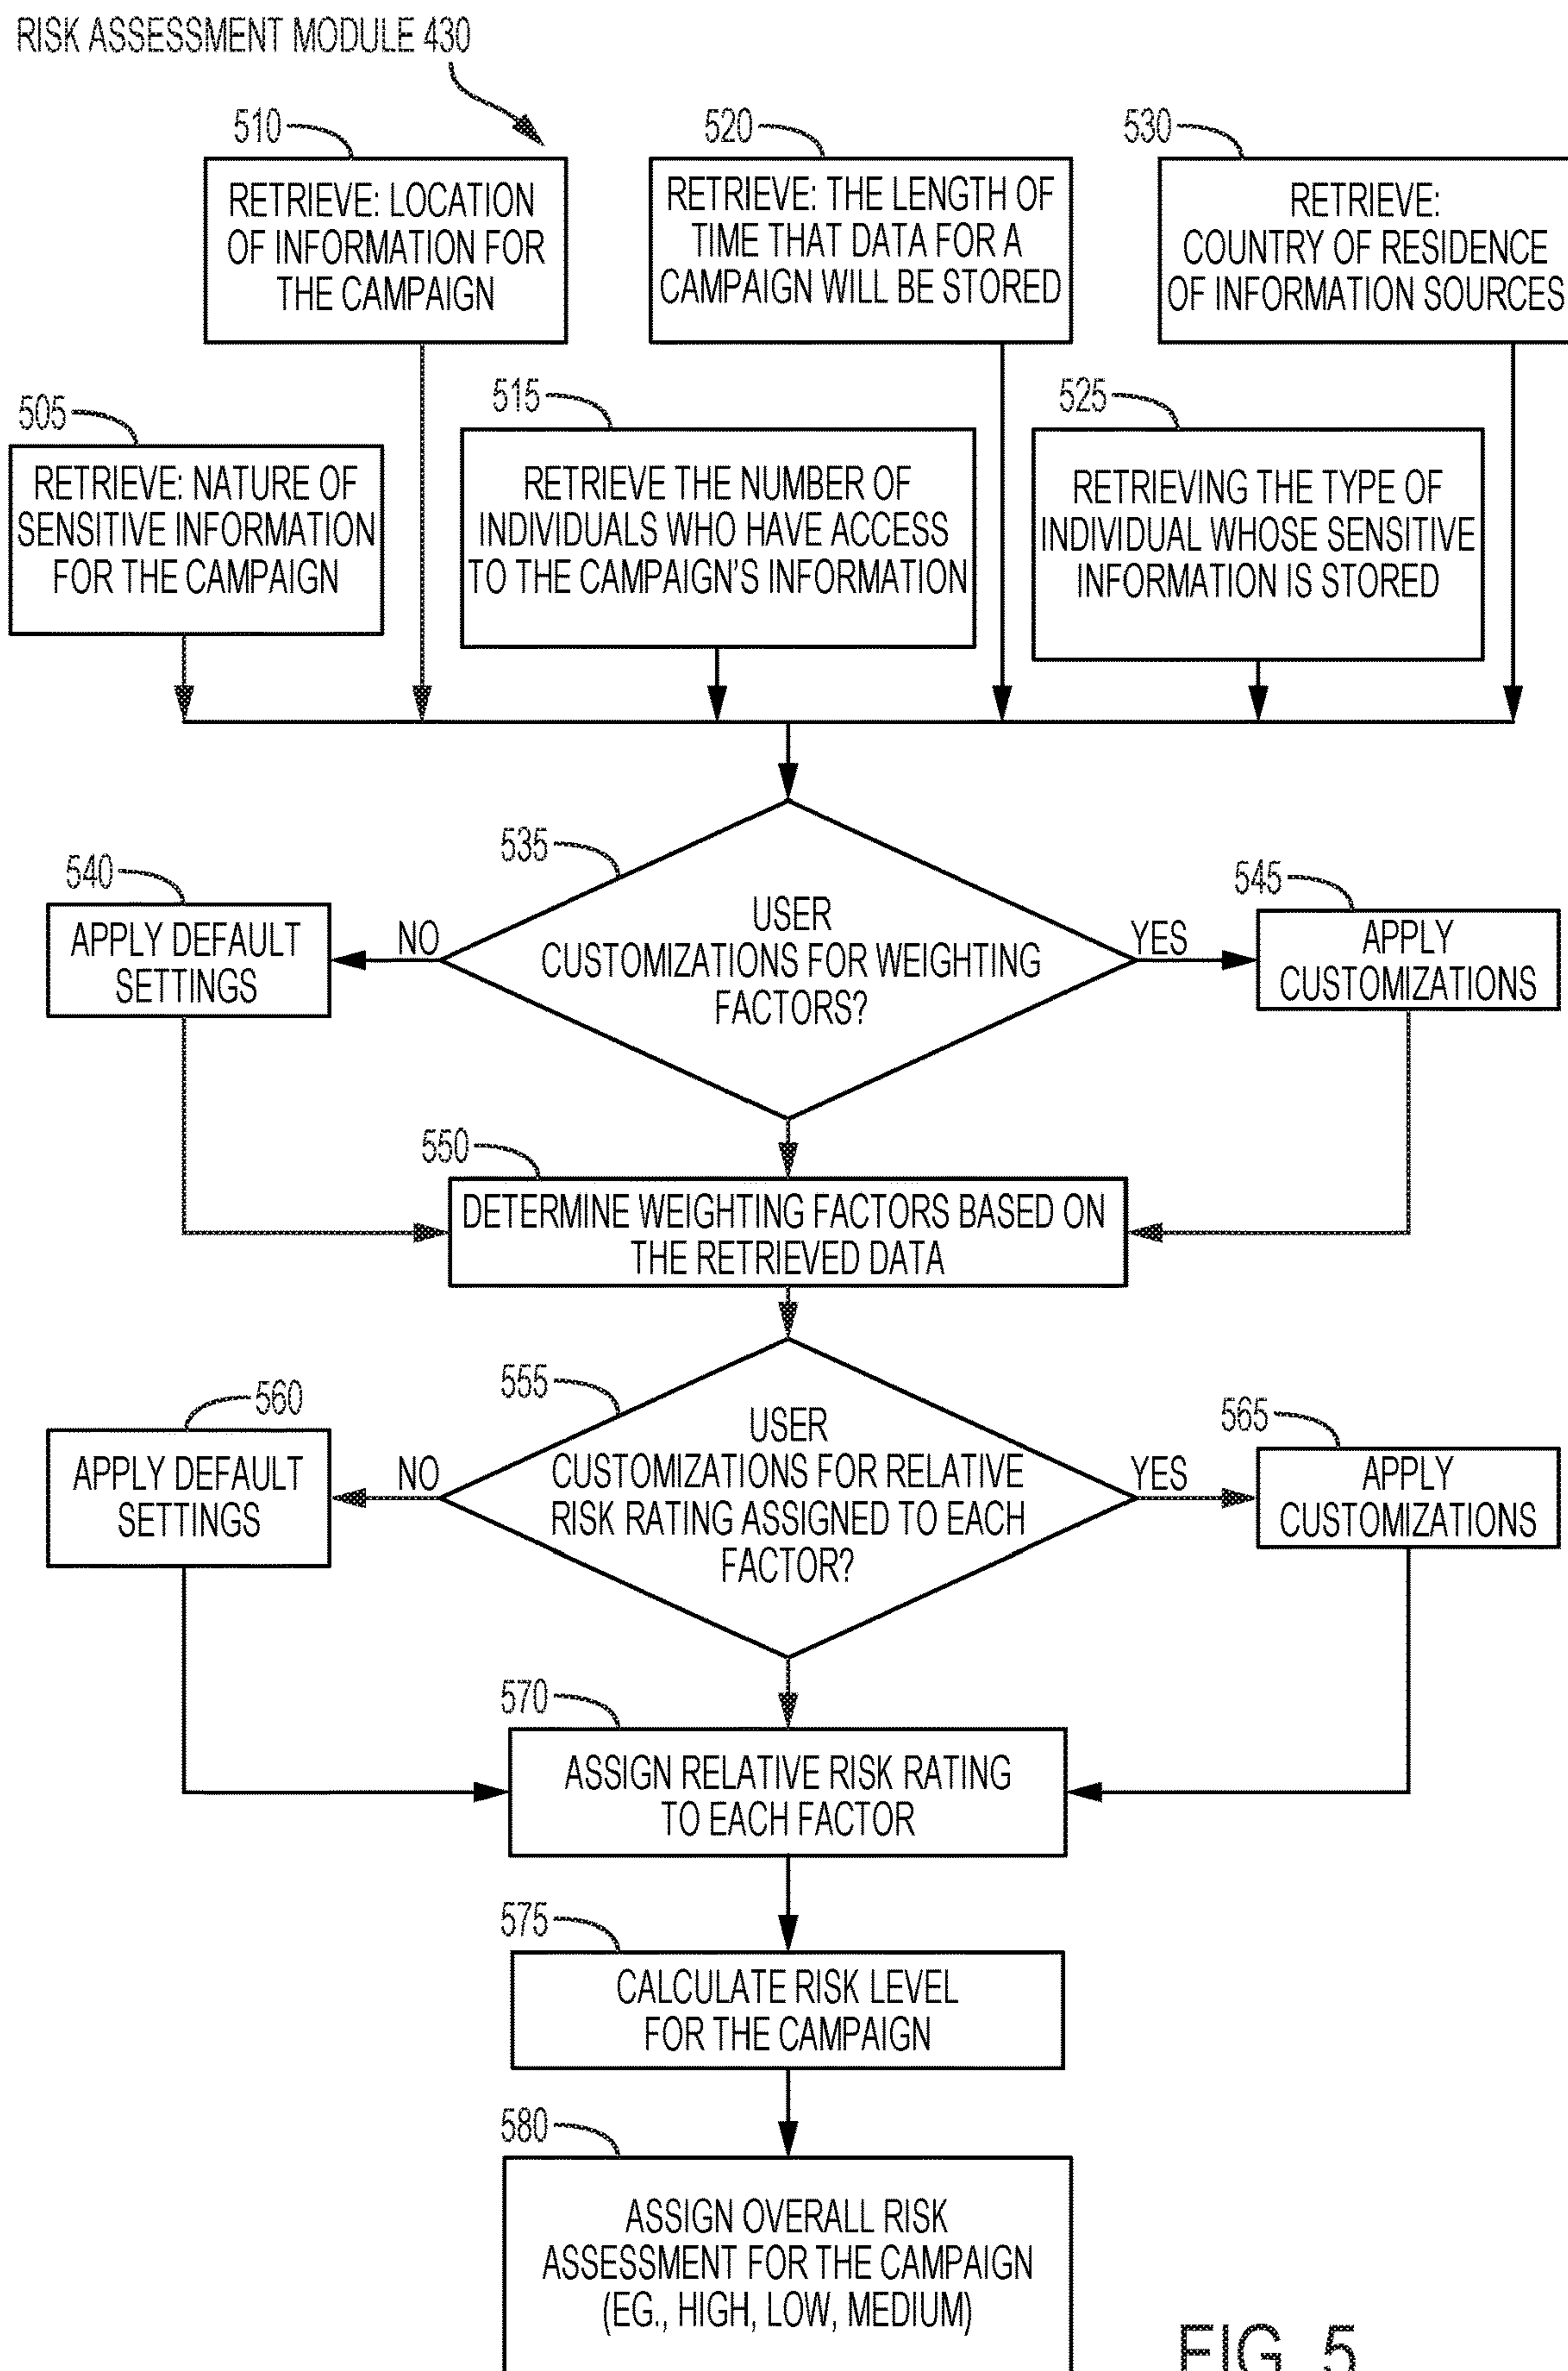 RISK ASSESSMENT MODULE 430
510
RETRIEVE: LOCATION
OF INFORMATION FOR
THE CAMPAIGN
520
RETRIEVE: THE LENGTH OF
TIME THAT DATA FOR A
CAMPAIGN WILL BE STORED
530
RETRIEVE:
COUNTRY OF RESIDENCE
OF INFORMATION SOURCES
505
RETRIEVE: NATURE OF
SENSITIVE INFORMATION
FOR THE CAMPAIGN
515
RETRIEVE THE NUMBER OF
INDIVIDUALS WHO HAVE ACCESS
TO THE CAMPAIGN'S INFORMATION
525
RETRIEVING THE TYPE OF
INDIVIDUAL WHOSE SENSITIVE
INFORMATION IS STORED
535
USER
CUSTOMIZATIONS FOR WEIGHTING
FACTORS?
NO
YES
540
APPLY DEFAULT
SETTINGS
545
APPLY
CUSTOMIZATIONS
550
DETERMINE WEIGHTING FACTORS BASED ON
THE RETRIEVED DATA
555
USER
CUSTOMIZATIONS FOR RELATIVE
RISK RATING ASSIGNED TO EACH
FACTOR?
NO
YES
560
APPLY DEFAULT
SETTINGS
565
APPLY
CUSTOMIZATIONS
570
ASSIGN RELATIVE RISK RATING
TO EACH FACTOR
575
CALCULATE RISK LEVEL
FOR THE CAMPAIGN
580
ASSIGN OVERALL RISK
ASSESSMENT FOR THE CAMPAIGN
(EG., HIGH, LOW, MEDIUM)
FIG. 5